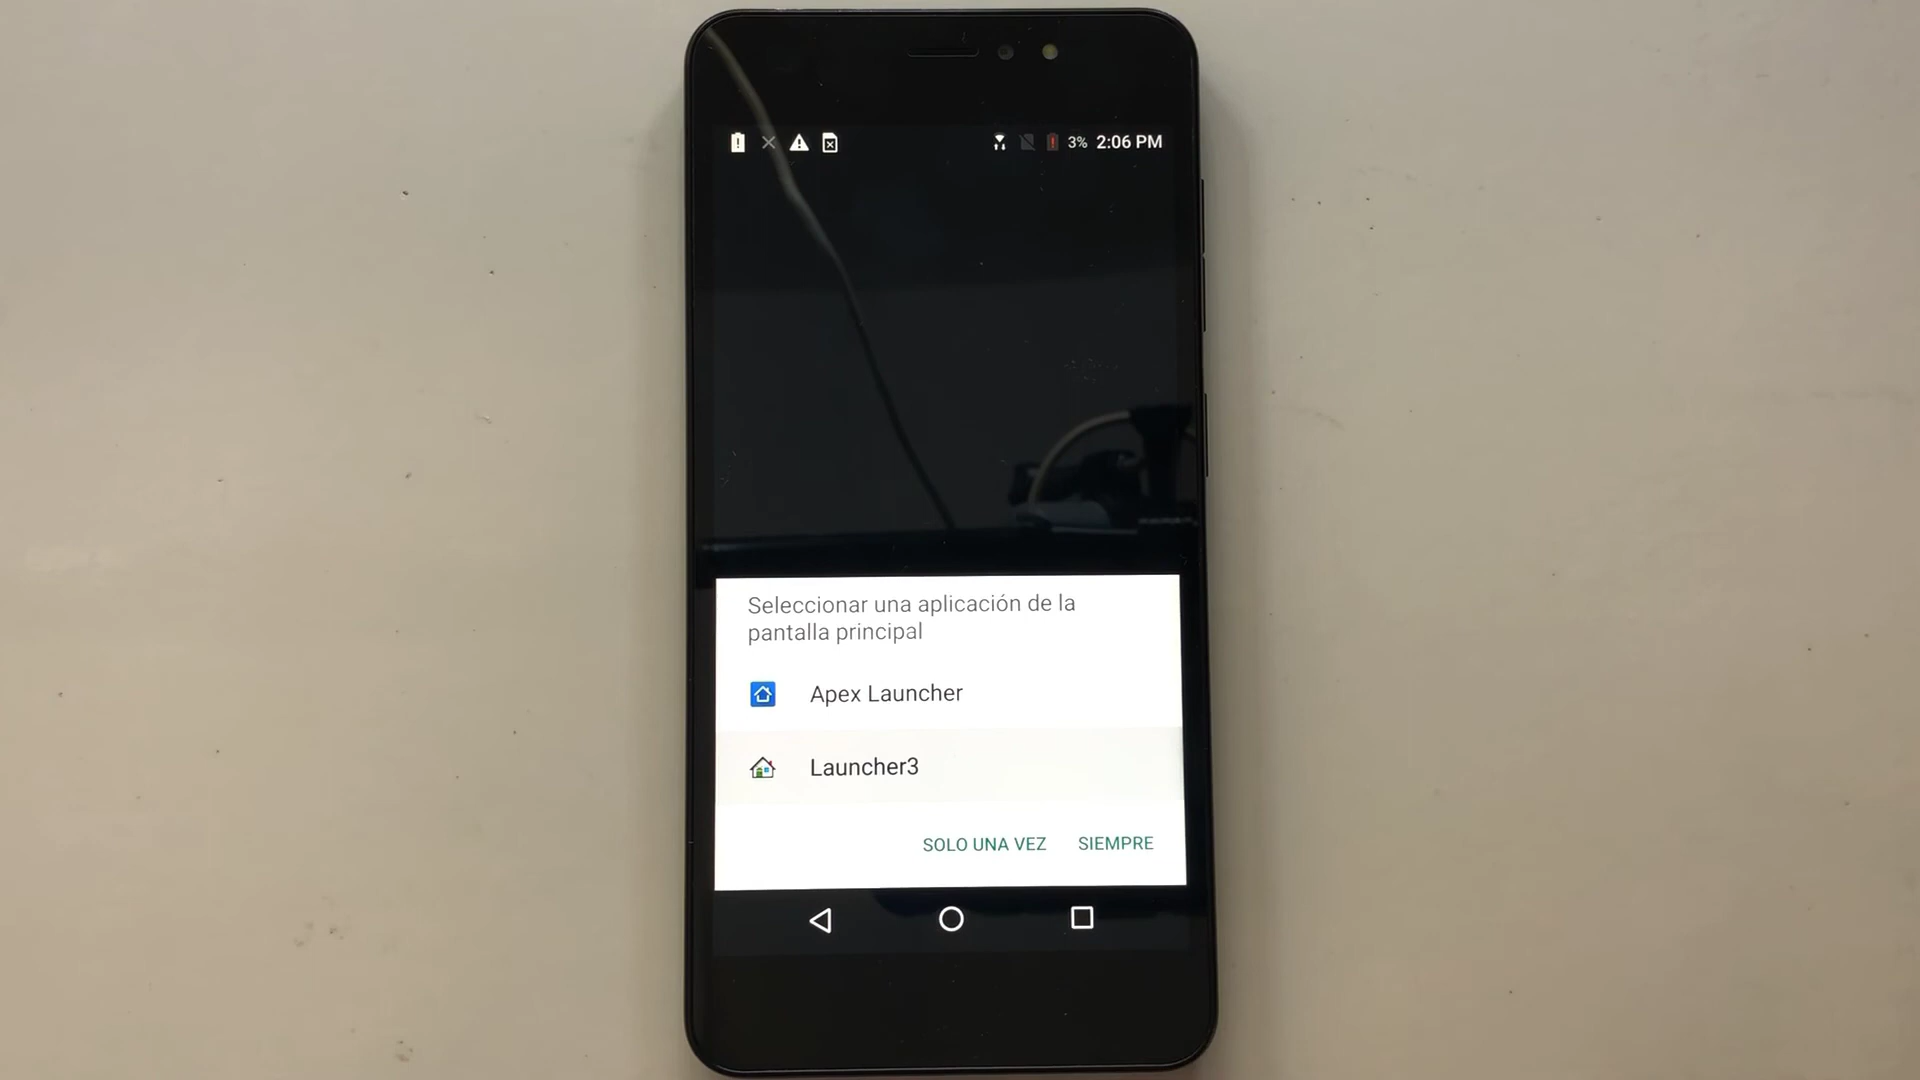 3% 2:06 PM
Seleccionar una aplicación de la
pantalla principal
Apex Launcher
Launcher3
SOLO UNA VEZ SIEMPRE